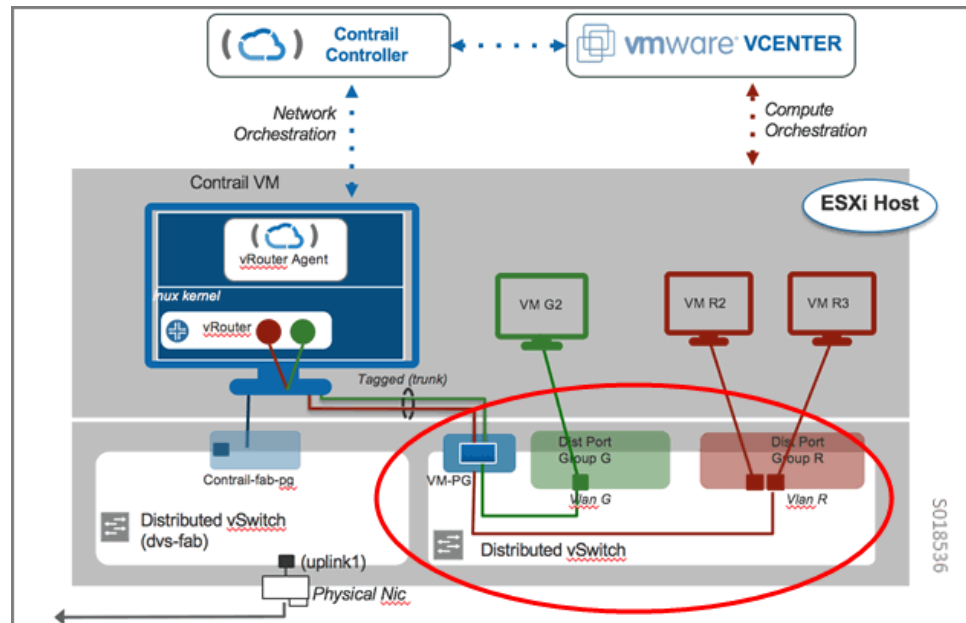 Contrail
Controller
vmware® VCENTER
Network
Orchestration
Compute
Orchestration
Contrail VM
ESXi Host
vRouter Agent
inux kernel
vRouter
VM G2
VM R2
VM R3
Tagged (trunk)
Dist Port
Group G
Dist Port
Group R
Contrail-fab-pg
VM-PG
Vlan G
Vlan R
Distributed vSwitch
(dvs-fab)
Distributed vSwitch
(uplink1)
Physical Nic
S018536